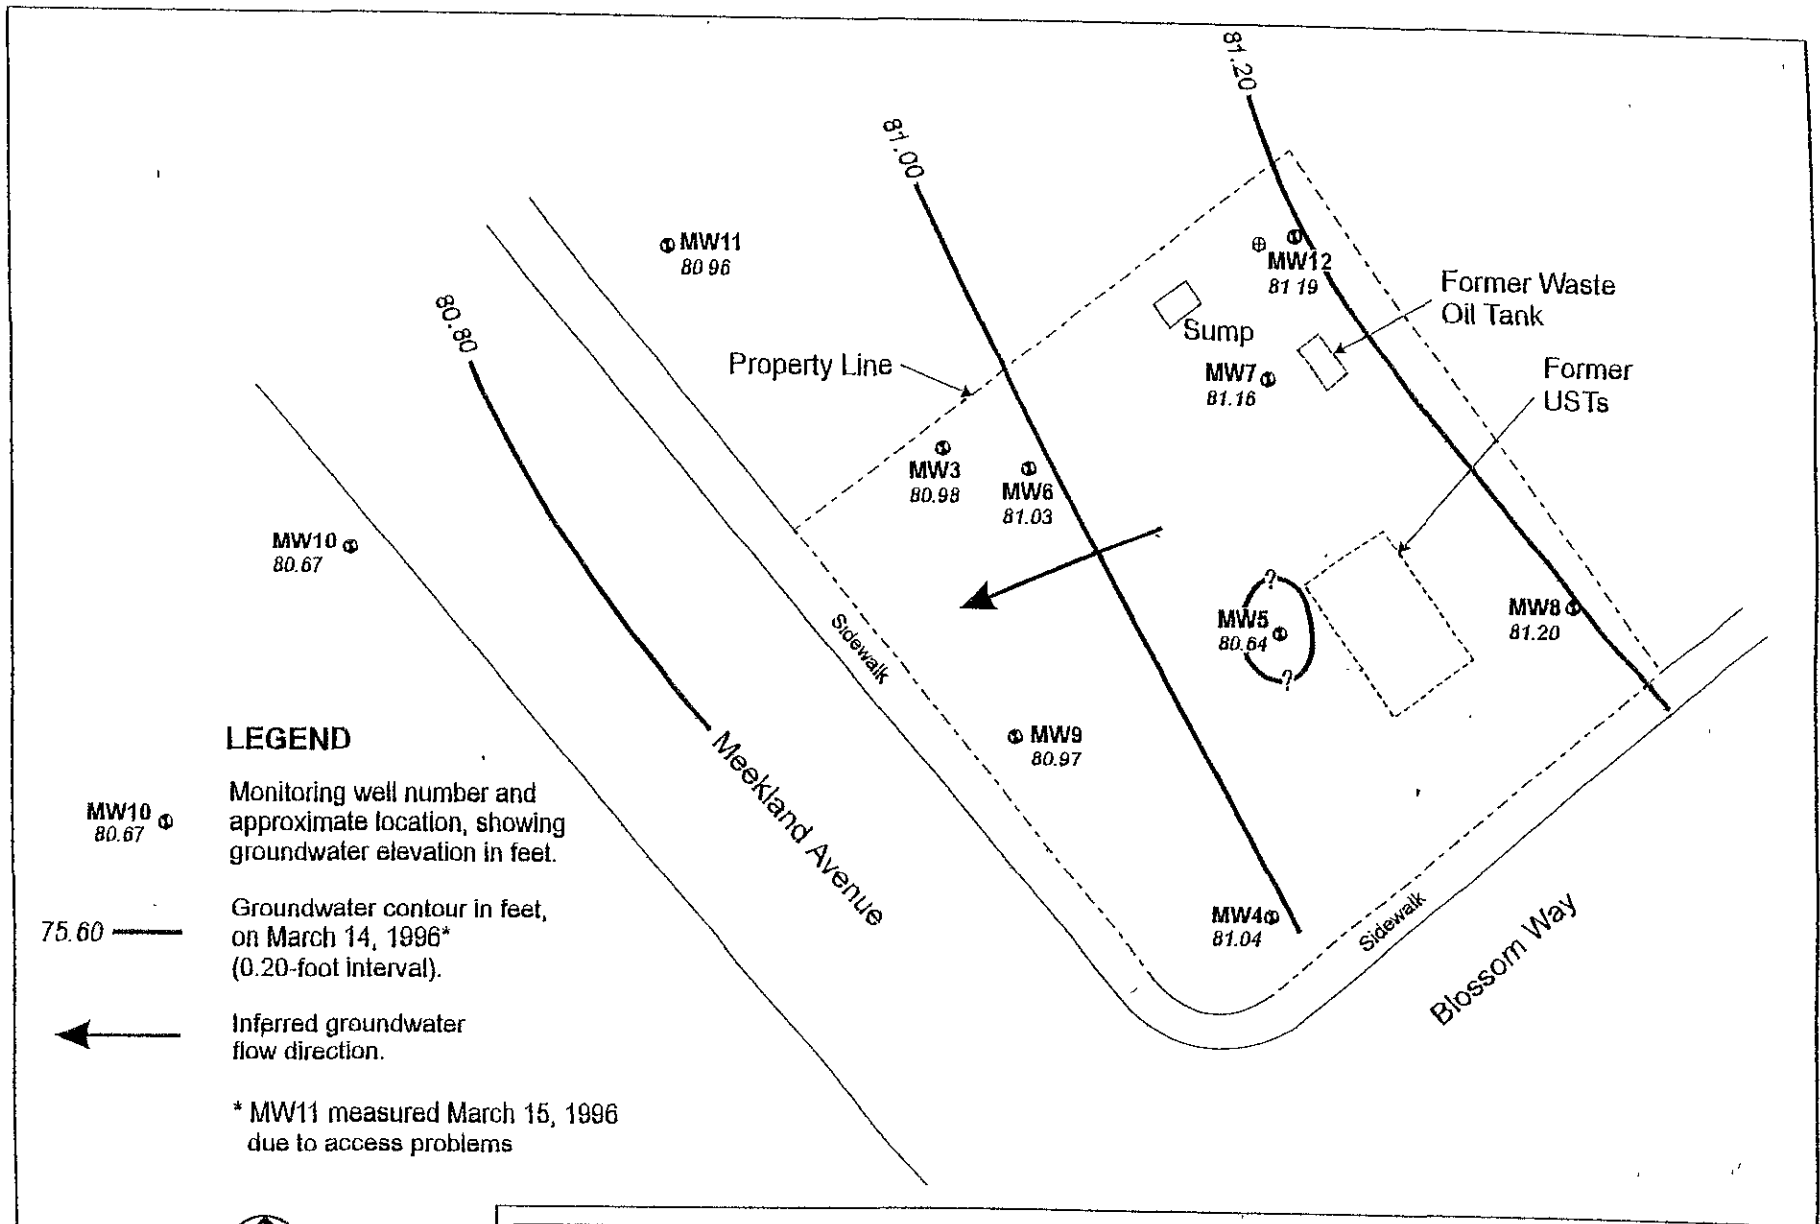 81.20
81.00
80.80
MW11
80 96
MW12
81 19
Former Waste
Oil Tank
Sump
Property Line
MW7
81.16
Former
USTs
MW3
80.98
MW6
81.03
MW10
80.67
MW5
80.64
?
?
MW8
81.20
Sidewalk
MW9
80.97
Meekland Avenue
MW4
81.04
Sidewalk
Blossom Way
LEGEND
MW10
80.67
Monitoring well number and
approximate location, showing
groundwater elevation in feet.
75.60
Groundwater contour in feet,
on March 14, 1996*
(0.20-foot interval).
Inferred groundwater
flow direction.
* MW11 measured March 15, 1996
due to access problems